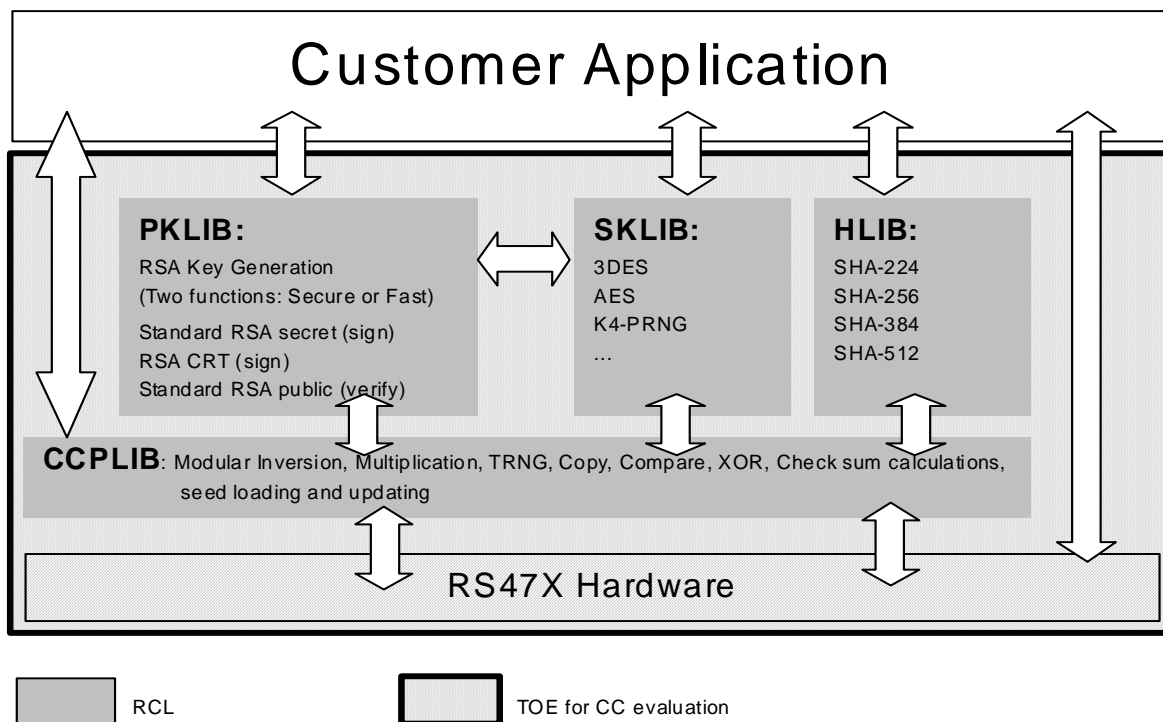 Customer Application
PKLIB:
RSA Key Generation
(Two functions: Secure or Fast)
Standard RSA secret (sign)
RSA CRT (sign)
Standard RSA public (verify)
SKLIB:
3DES
AES
K4-PRNG
...
HLIB:
SHA-224
SHA-256
SHA-384
SHA-512
CCPLIB: Modular Inversion, Multiplication, TRNG, Copy, Compare, XOR, Check sum calculations,
seed loading and updating
RS47X Hardware
RCL
TOE for CC evaluation